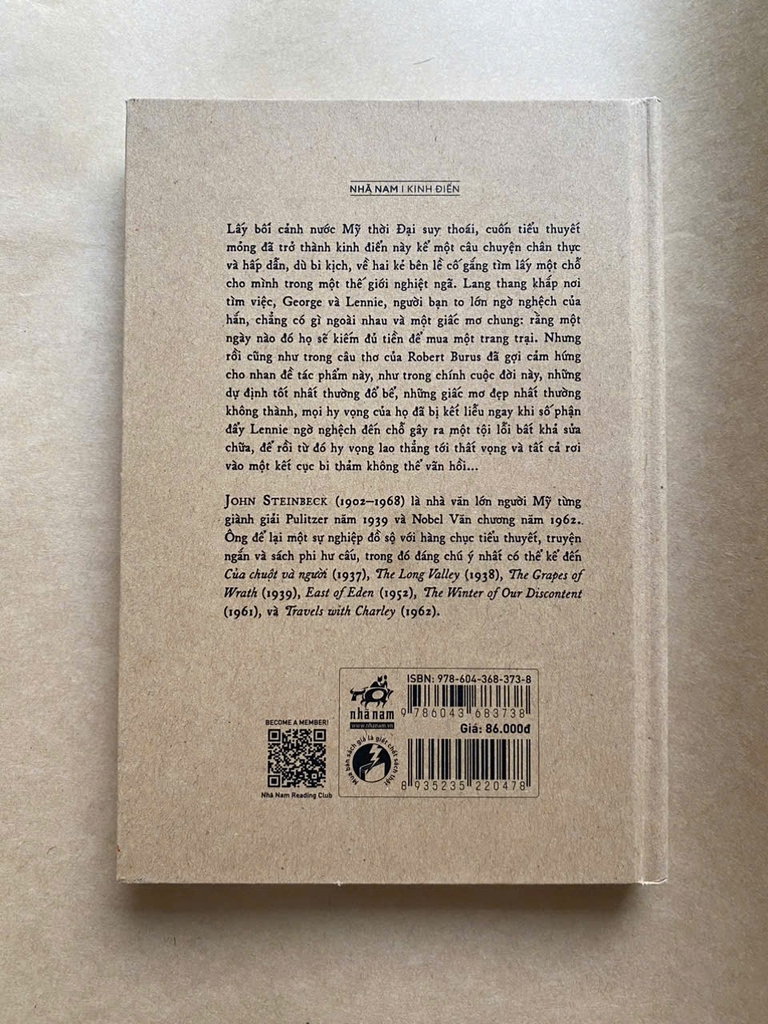 NHÃ NAM | KINH ĐIỂN
Lấy bối cảnh nước Mỹ thời Đại suy thoái, cuốn tiểu thuyết
mỏng đã trở thành kinh điển này kể một câu chuyện chân thực
và hấp dẫn, dù bi kịch, về hai kẻ bên lề cố gắng tìm lấy một chỗ
cho mình trong một thế giới nghiệt ngã. Lang thang khắp nơi
tìm việc, George và Lennie, người bạn to lớn ngờ nghệch của
hắn, chẳng có gì ngoài nhau và một giấc mơ chung: rằng một
ngày nào đó họ sẽ kiếm đủ tiền để mua một trang trại. Nhưng
rồi cũng như trong câu thơ của Robert Burus đã gợi cảm hứng
cho nhan đề tác phẩm này, như trong chính cuộc đời này, những
dự định tốt nhất thường đổ bể, những giấc mơ đẹp nhất thường
không thành, mọi hy vọng của họ đã bị kết liễu ngay khi số phận
đẩy Lennie ngờ nghệch đến chỗ gây ra một tội lỗi bất khả sửa
chữa, để rồi từ đó hy vọng lao thẳng tới thất vọng và tất cả rơi
vào một kết cục bi thảm không thể vãn hồi...
JOHN STEINBECK (1902–1968) là nhà văn lớn người Mỹ từng
giành giải Pulitzer năm 1939 và Nobel Văn chương năm 1962.
Ông để lại một sự nghiệp đồ sộ với hàng chục tiểu thuyết, truyện
ngắn và sách phi hư cấu, trong đó đáng chú ý nhất có thể kể đến
Của chuột và người (1937), The Long Valley (1938), The Grapes of
Wrath (1939), East of Eden (1952), The Winter of Our Discontent
(1961), và Travels with Charley (1962).
ISBN: 978-604-368-373-8
nhã nam
www.nhanam.vn
9 786043 683738
Giá: 86.000đ
BECOME A MEMBER!
Nhã Nam Reading Club
Mua bán sách giả là giết chết sách thật!
8 935235 220478